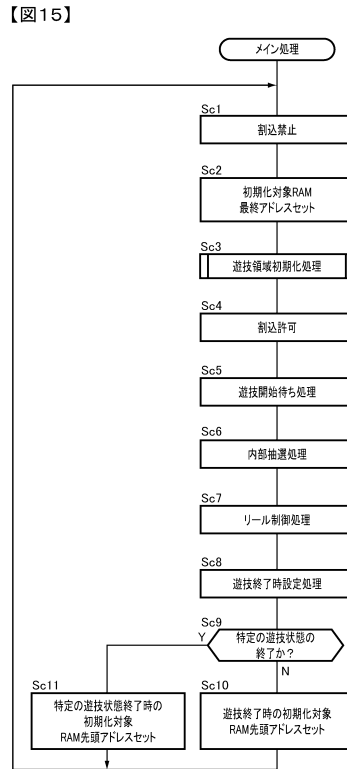 【図15】
メイン処理
Sc1
割込禁止
Sc2
初期化対象RAM
最終アドレスセット
Sc3
遊技領域初期化処理
Sc4
割込許可
Sc5
遊技開始待ち処理
Sc6
内部抽選処理
Sc7
リール制御処理
Sc8
遊技終了時設定処理
Sc9
Y
特定の遊技状態の
終了か？
N
Sc11
特定の遊技状態終了時の
初期化対象
RAM先頭アドレスセット
Sc10
遊技終了時の初期化対象
RAM先頭アドレスセット